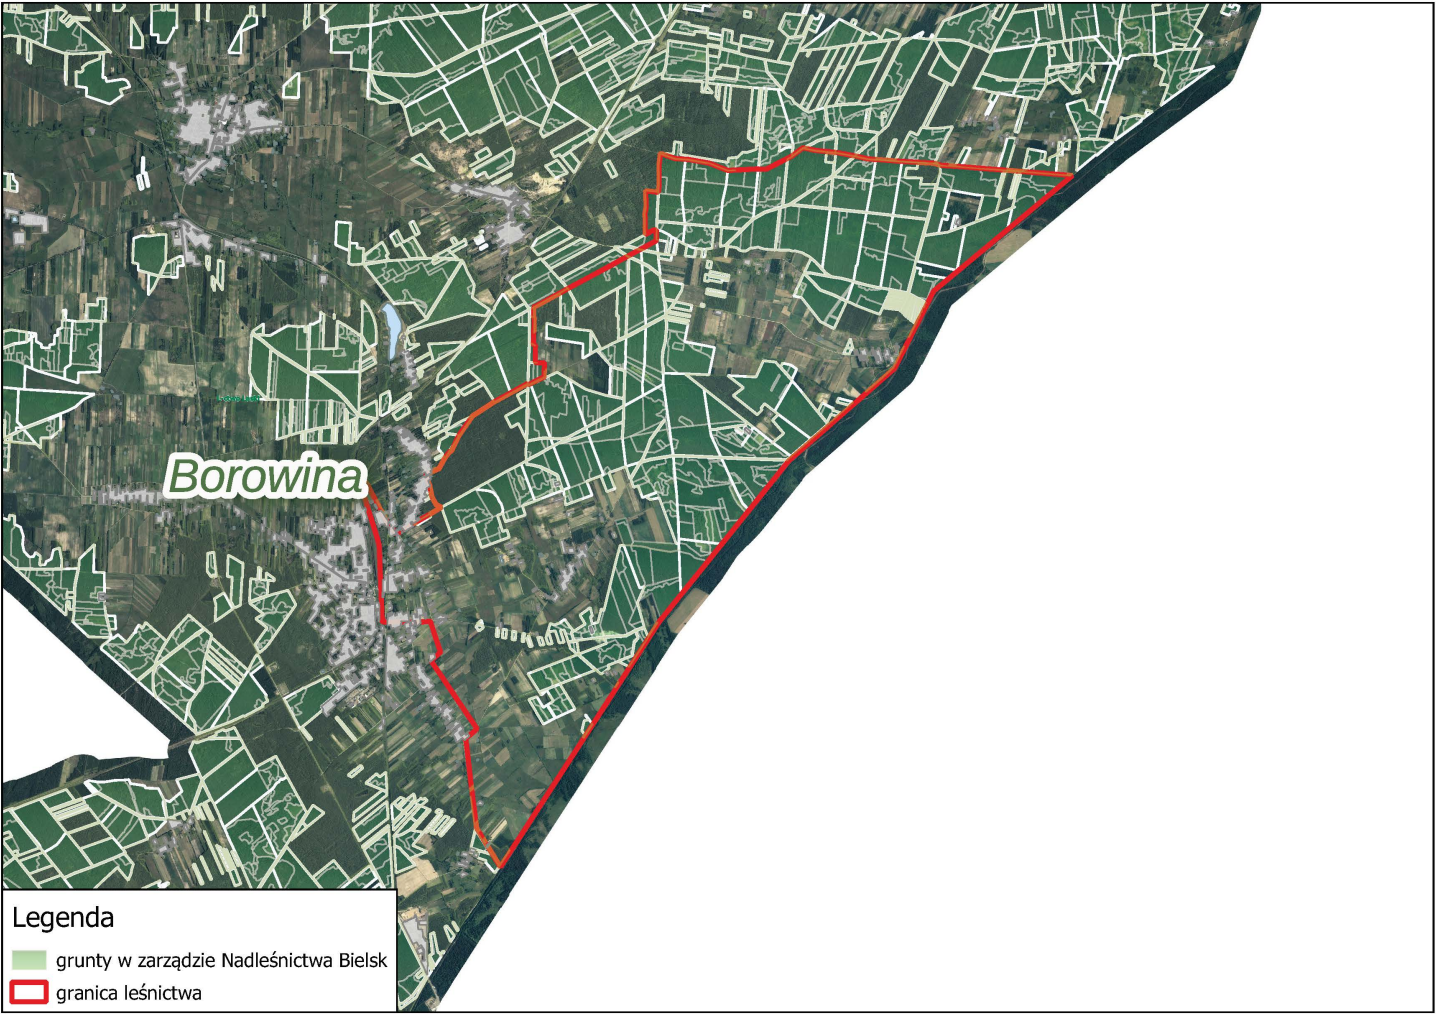 Borowina
Legenda
grunty w zarządzie Nadleśnictwa Bielsk
granica leśnictwa